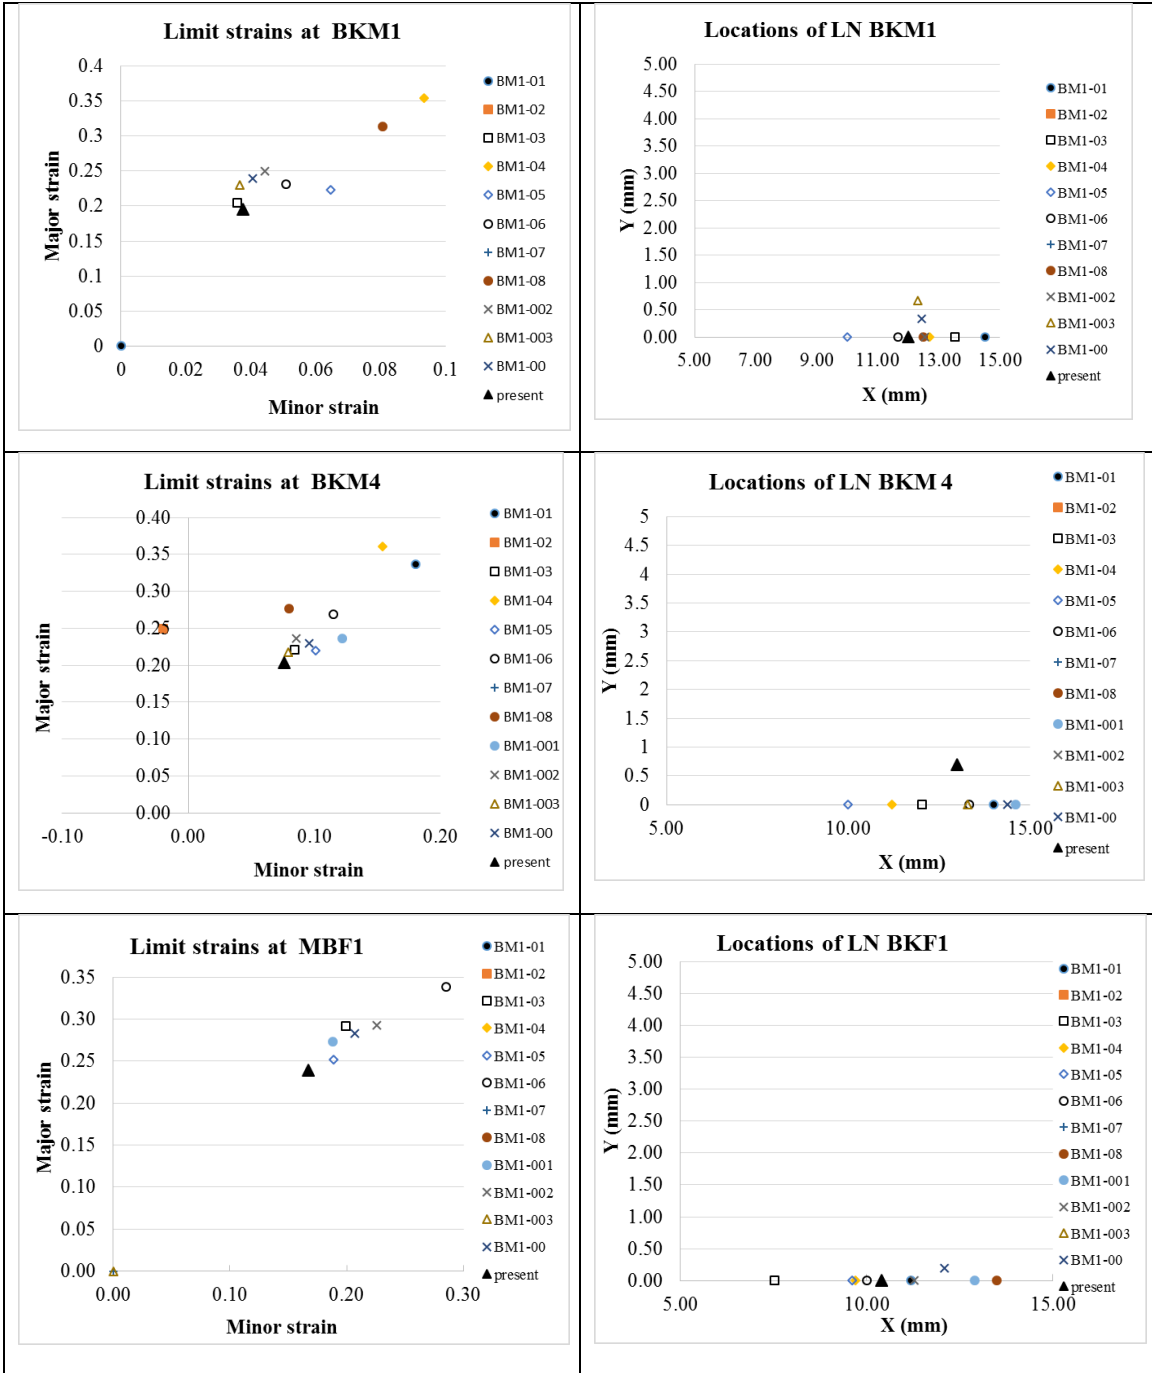 Limit strains at BKM1
0.4
0.35
0.3
0.25
0.2
0.15
0.1
0.05
0
Major strain
0 0.02 0.04 0.06 0.08 0.1
Minor strain
BM1-01
BM1-02
BM1-03
BM1-04
BM1-05
BM1-06
BM1-07
BM1-08
BM1-002
BM1-003
BM1-00
present
Locations of LN BKM1
5.00
4.50
4.00
3.50
3.00
2.50
2.00
1.50
1.00
0.50
0.00
Y (mm)
5.00 7.00 9.00 11.00 13.00 15.00
X (mm)
BM1-01
BM1-02
BM1-03
BM1-04
BM1-05
BM1-06
BM1-07
BM1-08
BM1-002
BM1-003
BM1-00
present
Limit strains at BKM4
0.40
0.35
0.30
0.25
0.20
0.15
0.10
0.05
0.00
Major strain
-0.10 0.00 0.10 0.20
Minor strain
BM1-01
BM1-02
BM1-03
BM1-04
BM1-05
BM1-06
BM1-07
BM1-08
BM1-001
BM1-002
BM1-003
BM1-00
present
Locations of LN BKM 4
5
4.5
4
3.5
3
2.5
2
1.5
1
0.5
0
Y (mm)
5.00 10.00 15.00
X (mm)
BM1-01
BM1-02
BM1-03
BM1-04
BM1-05
BM1-06
BM1-07
BM1-08
BM1-001
BM1-002
BM1-003
BM1-00
present
Limit strains at MBF1
0.35
0.30
0.25
0.20
0.15
0.10
0.05
0.00
Major strain
0.00 0.10 0.20 0.30
Minor strain
BM1-01
BM1-02
BM1-03
BM1-04
BM1-05
BM1-06
BM1-07
BM1-08
BM1-001
BM1-002
BM1-003
BM1-00
present
Locations of LN BKF1
5.00
4.50
4.00
3.50
3.00
2.50
2.00
1.50
1.00
0.50
0.00
Y (mm)
5.00 10.00 15.00
X (mm)
BM1-01
BM1-02
BM1-03
BM1-04
BM1-05
BM1-06
BM1-07
BM1-08
BM1-001
BM1-002
BM1-003
BM1-00
present